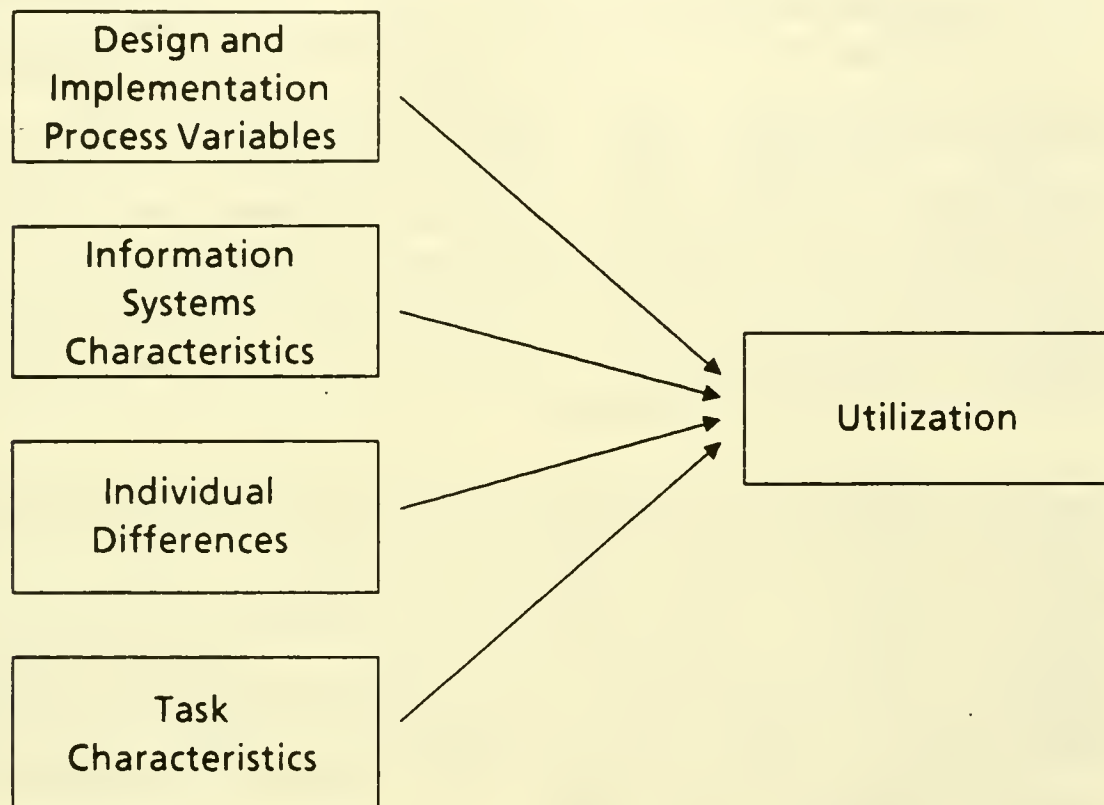 Design and
Implementation
Process Variables
Information
Systems
Characteristics
Individual
Differences
Task
Characteristics
Utilization